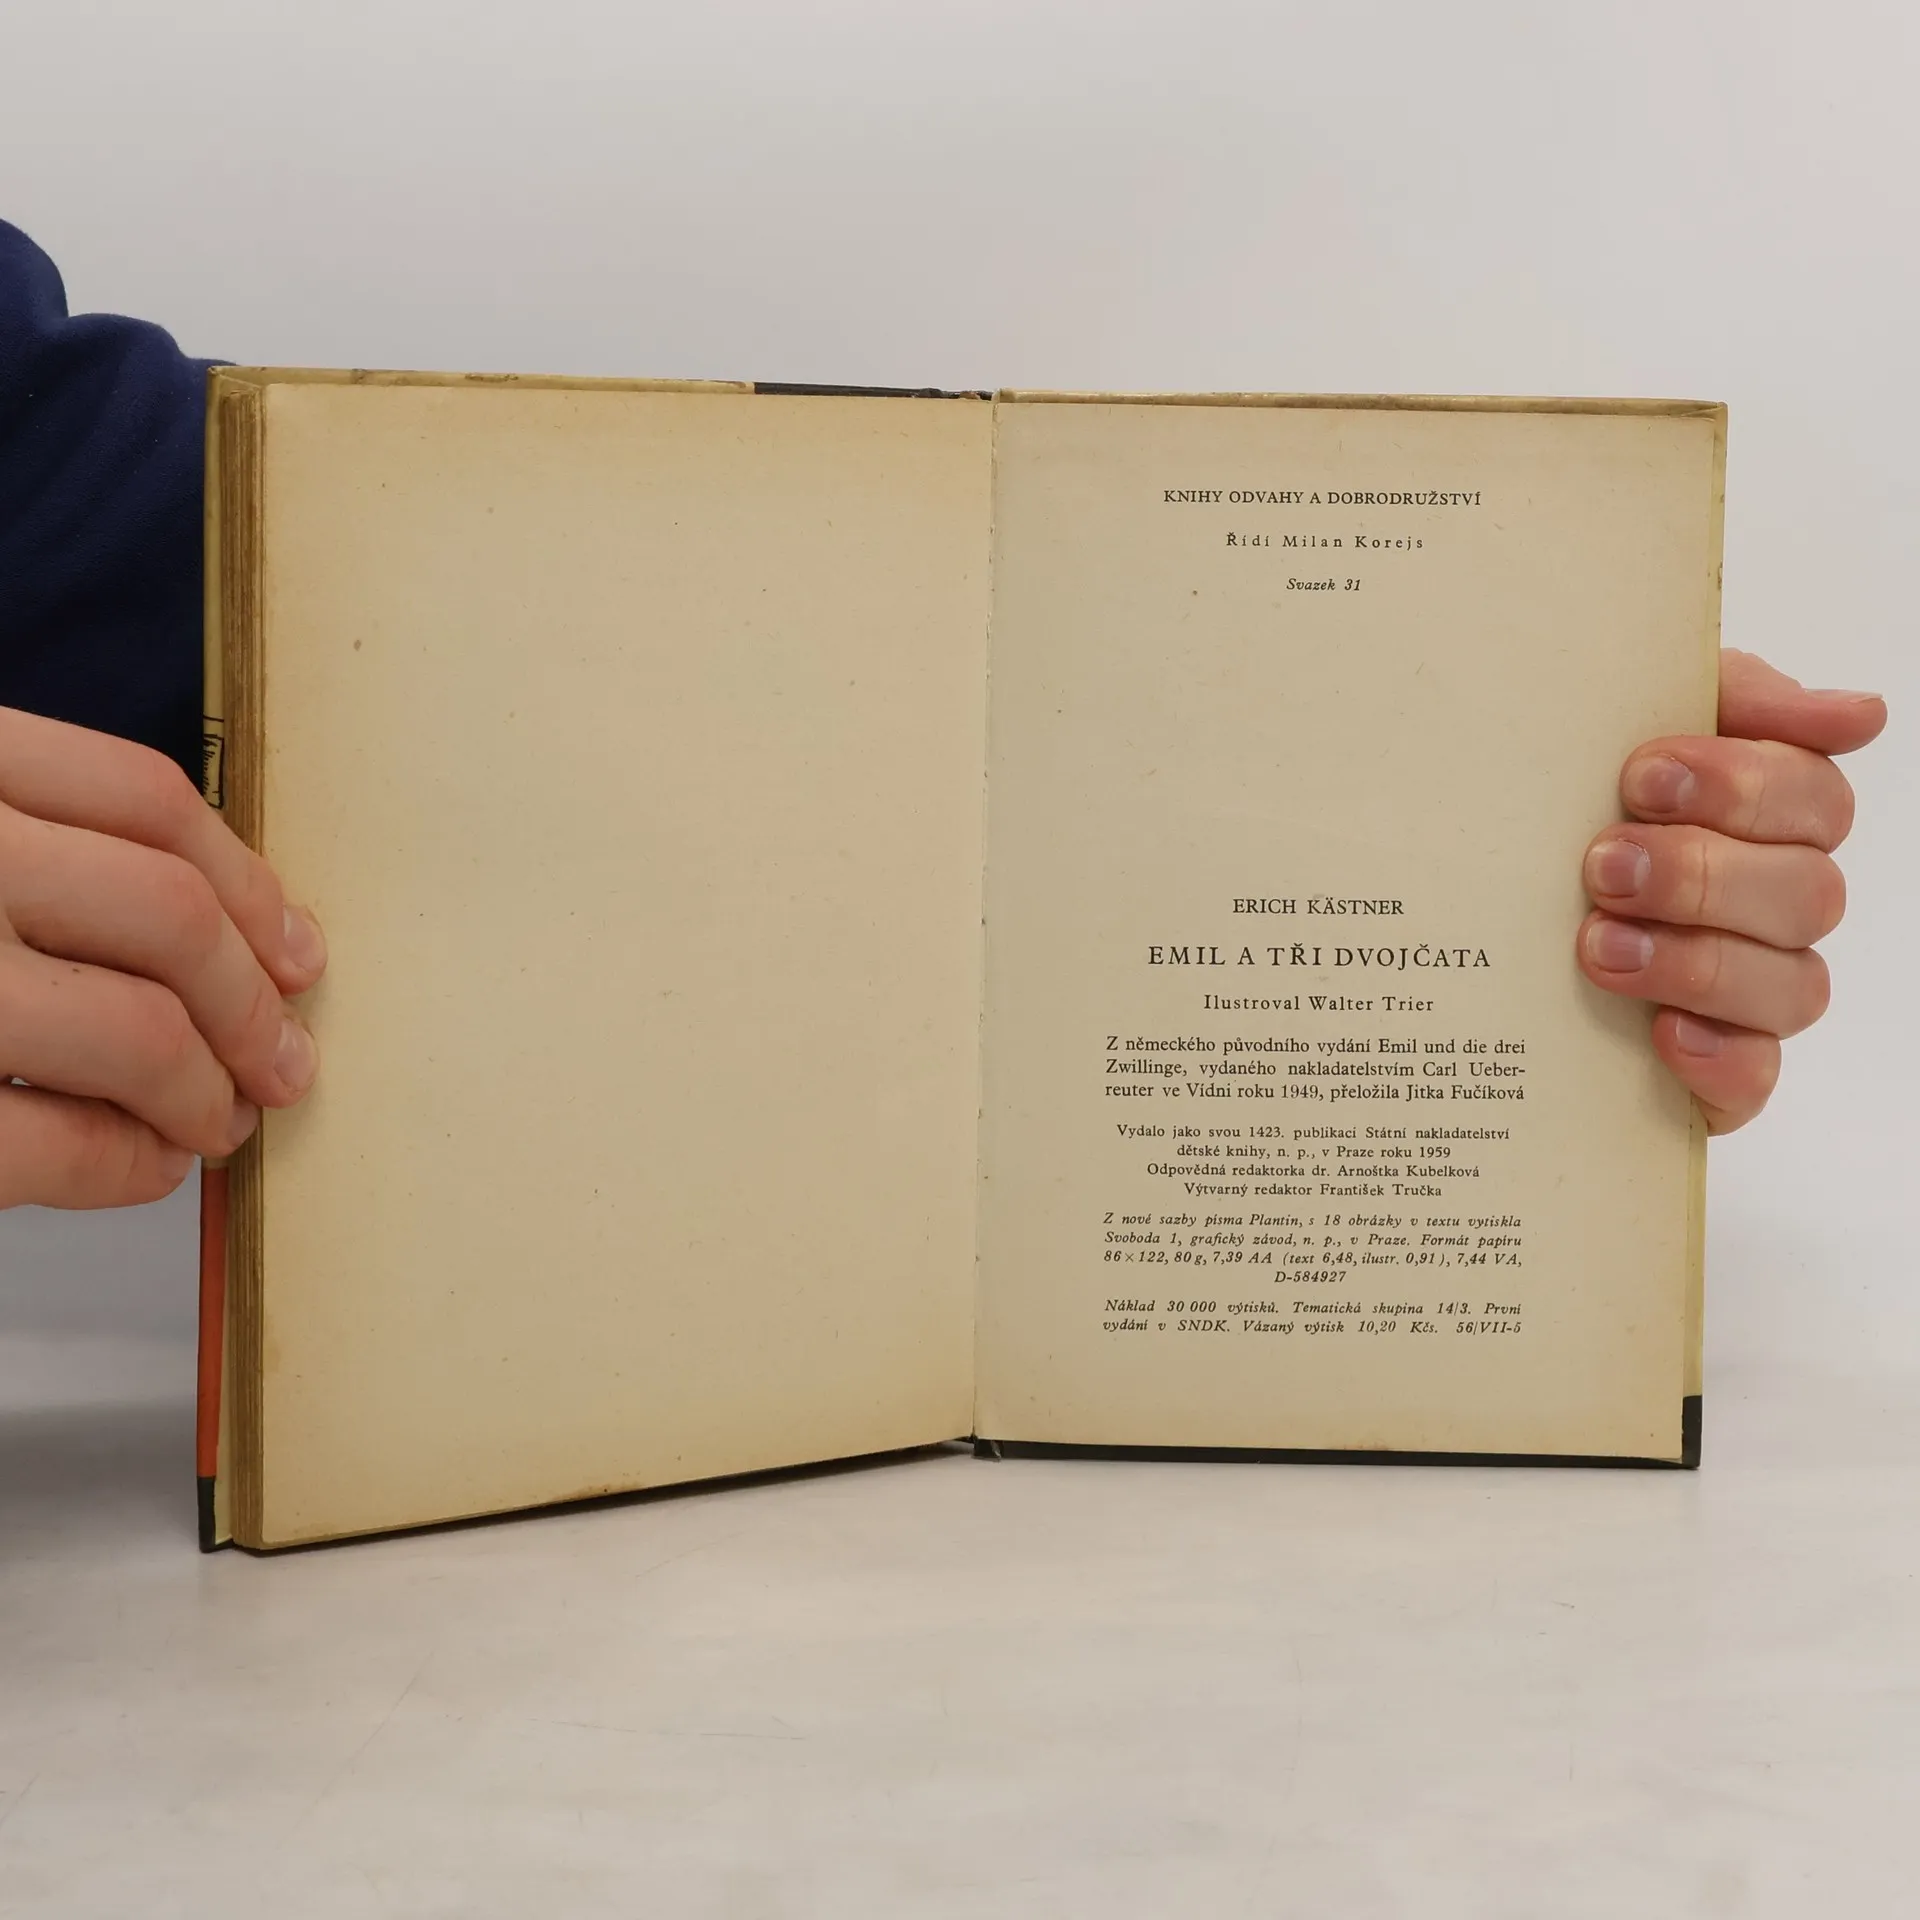 KNIHY ODVAHY A DOBRODRUŽSTVÍ
Řídí Milan Korejs
Svazek 31
ERICH KÄSTNER
EMIL A TŘI DVOJČATA
Ilustroval Walter Trier
Z německého původního vydání Emil und die drei
Zwillinge, vydaného nakladatelstvím Carl Ueber-
reuter ve Vídni roku 1949, přeložila Jitka Fučíková
Vydalo jako svou 1423. publikaci Státní nakladatelství
dětské knihy, n. p., v Praze roku 1959
Odpovědná redaktorka dr. Arnoštka Kubelková
Výtvarný redaktor František Tručka
Z nové sazby písma Plantin, s 18 obrázky v textu vytiskla
Svoboda 1, grafický závod, n. p., v Praze. Formát papíru
86×122, 80 g, 7,39 AA (text 6,48, ilustr. 0,91), 7,44 VA,
D-584927
Náklad 30 000 výtisků. Tematická skupina 14/3. První
vydání v SNDK. Vázaný výtisk 10,20 Kčs. 56/VII-5